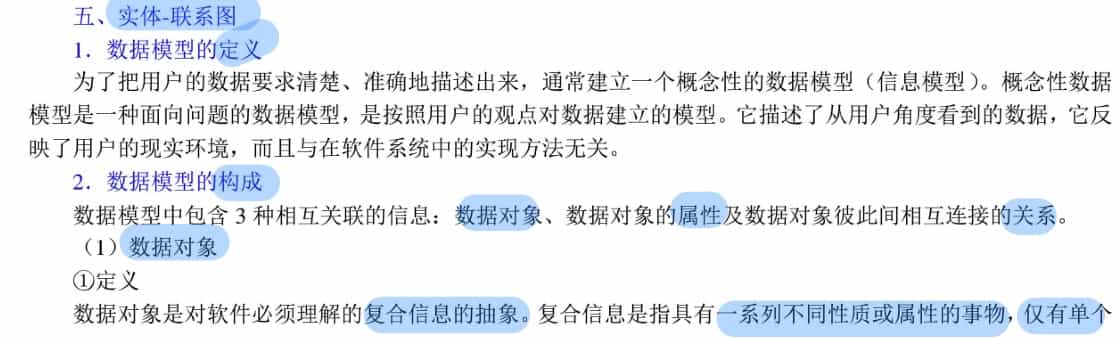 五、实体-联系图
1．数据模型的定义
为了把用户的数据要求清楚、准确地描述出来，通常建立一个概念性的数据模型（信息模型）。概念性数据
模型是一种面向问题的数据模型，是按照用户的观点对数据建立的模型。它描述了从用户角度看到的数据，它反
映了用户的现实环境，而且与在软件系统中的实现方法无关。
2．数据模型的构成
数据模型中包含 3 种相互关联的信息：数据对象、数据对象的属性及数据对象彼此间相互连接的关系。
（1）数据对象
①定义
数据对象是对软件必须理解的复合信息的抽象。复合信息是指具有一系列不同性质或属性的事物，仅有单个